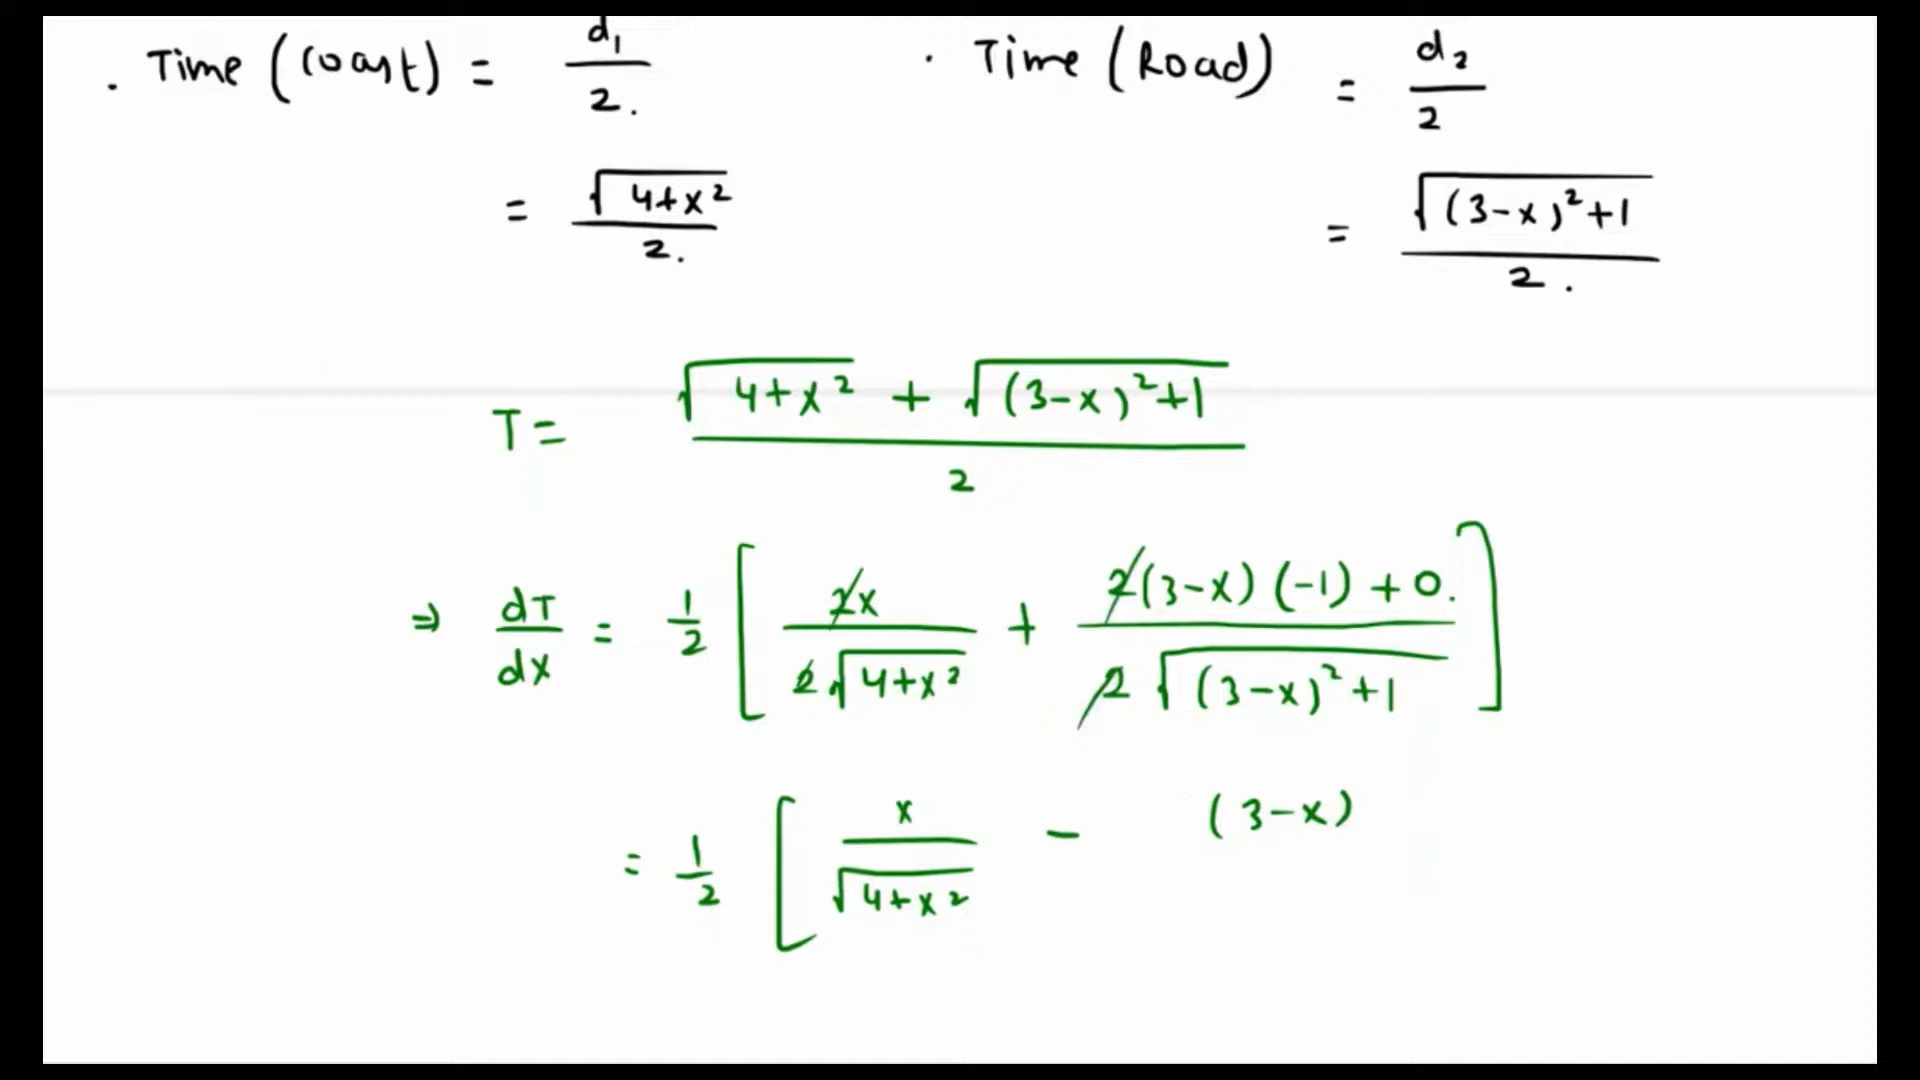 . Time (Coast) = d₁/2.
. Time (Road) = d₂/2
= √(4+x²)/2.
= √((3-x)²+1)/2.
T = (√(4+x²) + √((3-x)²+1))/2
⇒ dT/dx = 1/2 [ 2x/(2√(4+x²)) + (2(3-x)(-1)+0.)/(2√((3-x)²+1)) ]
= 1/2 [ x/√(4+x²) - (3-x)